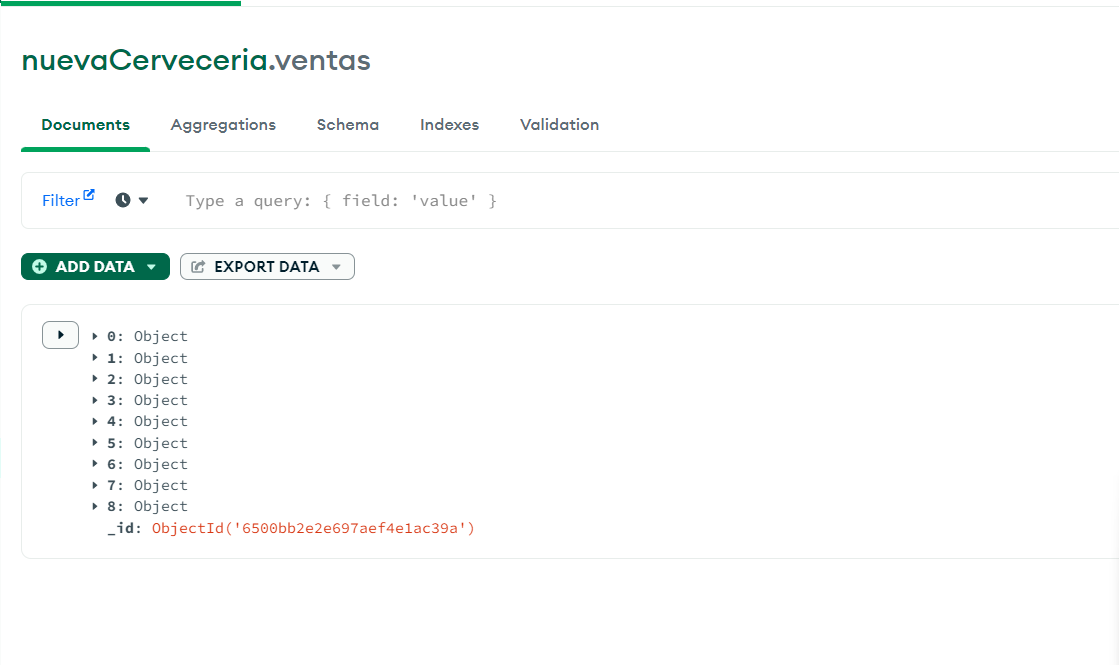 nuevaCerveceria.ventas
Documents Aggregations Schema Indexes Validation
Filter Type a query: { field: 'value' }
ADD DATA EXPORT DATA
0: Object
1: Object
2: Object
3: Object
4: Object
5: Object
6: Object
7: Object
8: Object
_id: ObjectId('6500bb2e2e697aef4e1ac39a')